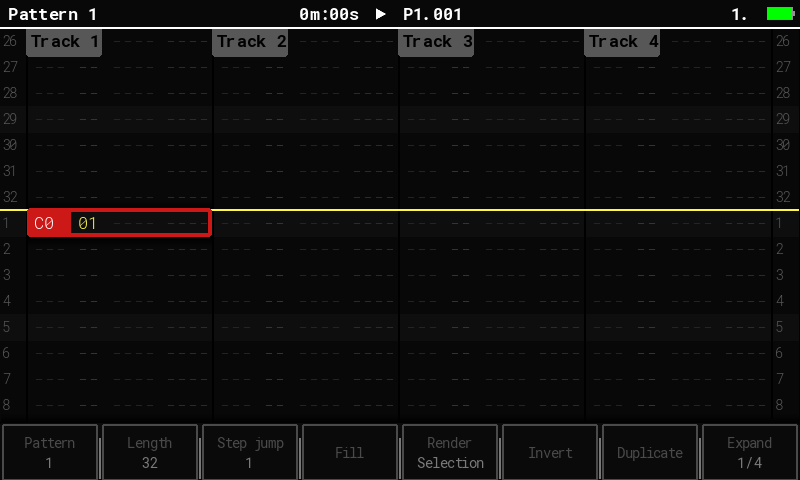 Pattern 1 0m:00s ▶ P1.001 1.
26 Track 1 --- -- ---- ---- Track 2 --- -- ---- ---- Track 3 --- -- ---- ---- Track 4 --- -- ---- ---- 26
27 --- -- ---- ---- --- -- ---- ---- --- -- ---- ---- --- -- ---- ---- 27
28 --- -- ---- ---- --- -- ---- ---- --- -- ---- ---- --- -- ---- ---- 28
29 --- -- ---- ---- --- -- ---- ---- --- -- ---- ---- --- -- ---- ---- 29
30 --- -- ---- ---- --- -- ---- ---- --- -- ---- ---- --- -- ---- ---- 30
31 --- -- ---- ---- --- -- ---- ---- --- -- ---- ---- --- -- ---- ---- 31
32 --- -- ---- ---- --- -- ---- ---- --- -- ---- ---- --- -- ---- ---- 32
1 C0 01 --- -- ---- ---- --- -- ---- ---- --- -- ---- ---- 1
2 --- -- ---- ---- --- -- ---- ---- --- -- ---- ---- --- -- ---- ---- 2
3 --- -- ---- ---- --- -- ---- ---- --- -- ---- ---- --- -- ---- ---- 3
4 --- -- ---- ---- --- -- ---- ---- --- -- ---- ---- --- -- ---- ---- 4
5 --- -- ---- ---- --- -- ---- ---- --- -- ---- ---- --- -- ---- ---- 5
6 --- -- ---- ---- --- -- ---- ---- --- -- ---- ---- --- -- ---- ---- 6
7 --- -- ---- ---- --- -- ---- ---- --- -- ---- ---- --- -- ---- ---- 7
8 --- -- ---- ---- --- -- ---- ---- --- -- ---- ---- --- -- ---- ---- 8
Pattern Length Step jump Fill Render Invert Duplicate Expand
1 32 1 Selection 1/4